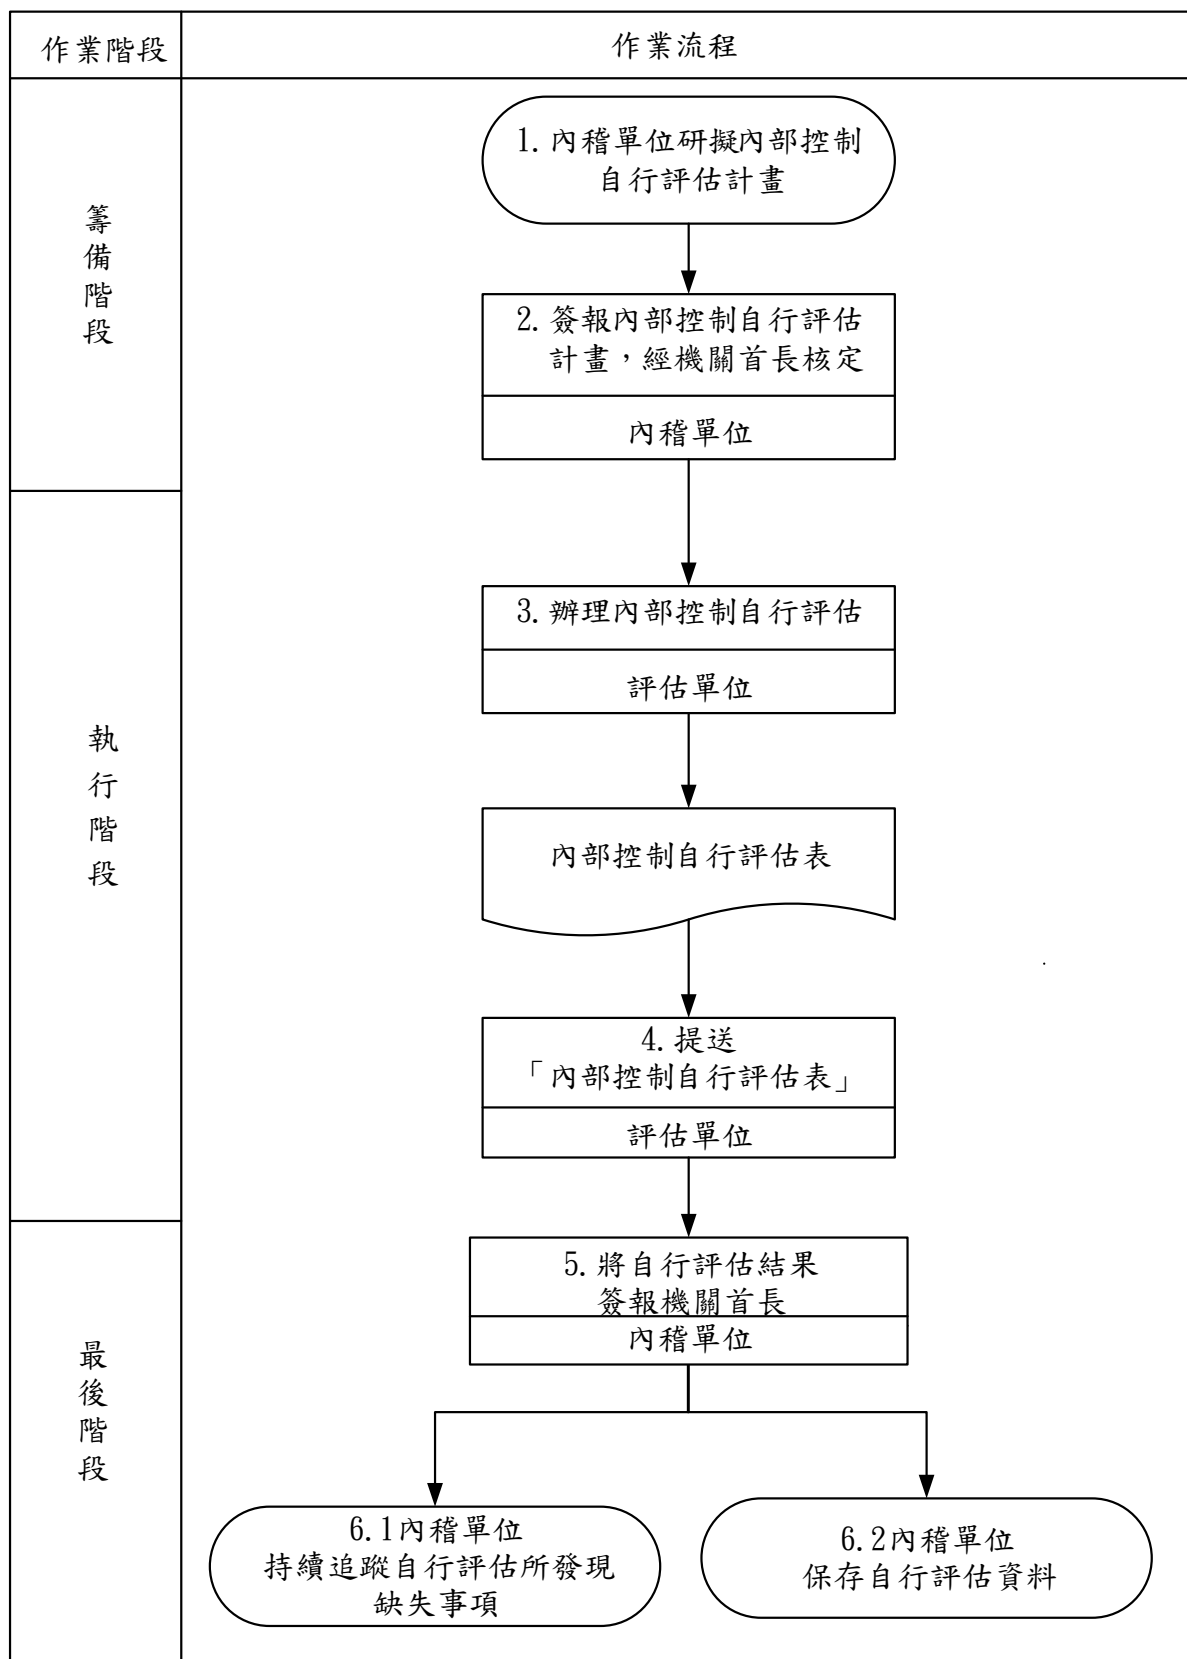 作業階段
作業流程
籌備階段
1.內稽單位研擬內部控制
自行評估計畫
2.簽報內部控制自行評估
計畫，經機關首長核定
內稽單位
執行階段
3.辦理內部控制自行評估
評估單位
內部控制自行評估表
4.提送
「內部控制自行評估表」
評估單位
最後階段
5.將自行評估結果
簽報機關首長
內稽單位
6.1內稽單位
持續追蹤自行評估所發現
缺失事項
6.2內稽單位
保存自行評估資料